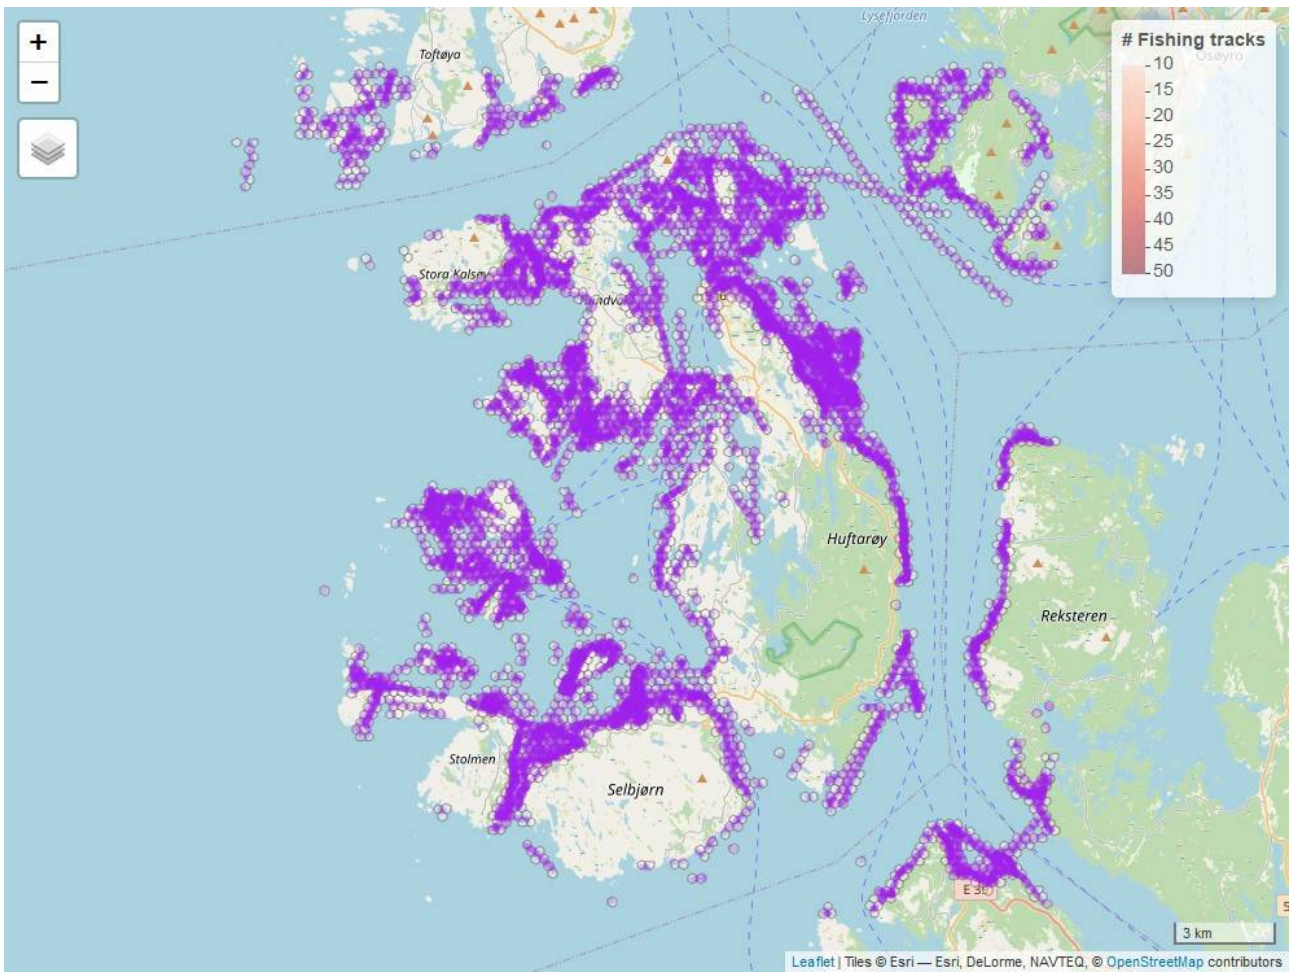 +
−
Toftøya
Lysefjorden
# Fishing tracks
10
15
20
25
30
35
40
45
50
Osøyro
Stora Kalsøy
Huftarøy
Reksteren
Stolmen
Selbjørn
3 km
Leaflet | Tiles © Esri — Esri, DeLorme, NAVTEQ, © OpenStreetMap contributors